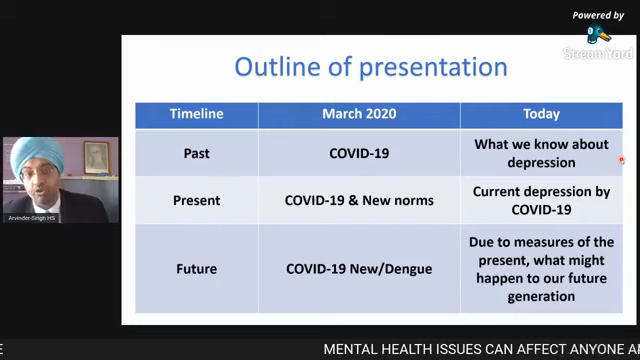 Powered by
StreamYard
Outline of presentation
Timeline
March 2020
Today
Past
COVID-19
What we know about
depression
Present
COVID-19 & New norms
Current depression by
COVID-19
Future
COVID-19 New/Dengue
Due to measures of the
present, what might
happen to our future
generation
Arvinder-Singh HS
E
MENTAL HEALTH ISSUES CAN AFFECT ANYONE